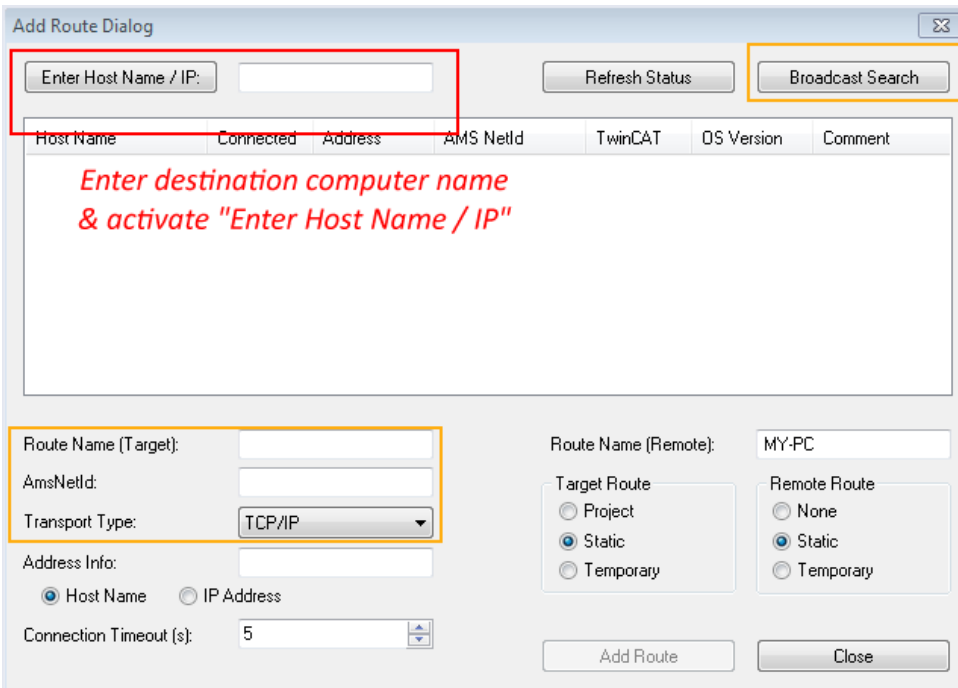 Add Route Dialog
Enter Host Name / IP: Refresh Status Broadcast Search
Host Name Connected Address AMS NetId TwinCAT OS Version Comment
Enter destination computer name
& activate "Enter Host Name / IP"
Route Name (Target): Route Name (Remote): MY-PC
AmsNetId: Target Route Remote Route
Transport Type: TCP/IP Project None
Address Info: Static Static
Host Name IP Address Temporary Temporary
Connection Timeout (s): 5
Add Route Close